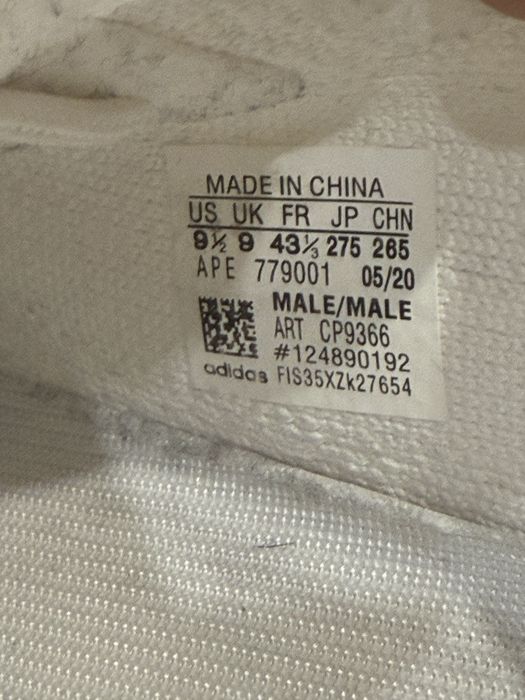 MADE IN CHINA
US UK FR JP CHN
9½ 9 43⅓ 275 265
APE 779001 05/20
MALE/MALE
ART CP9366
#124890192
adidas FIS35XZk27654